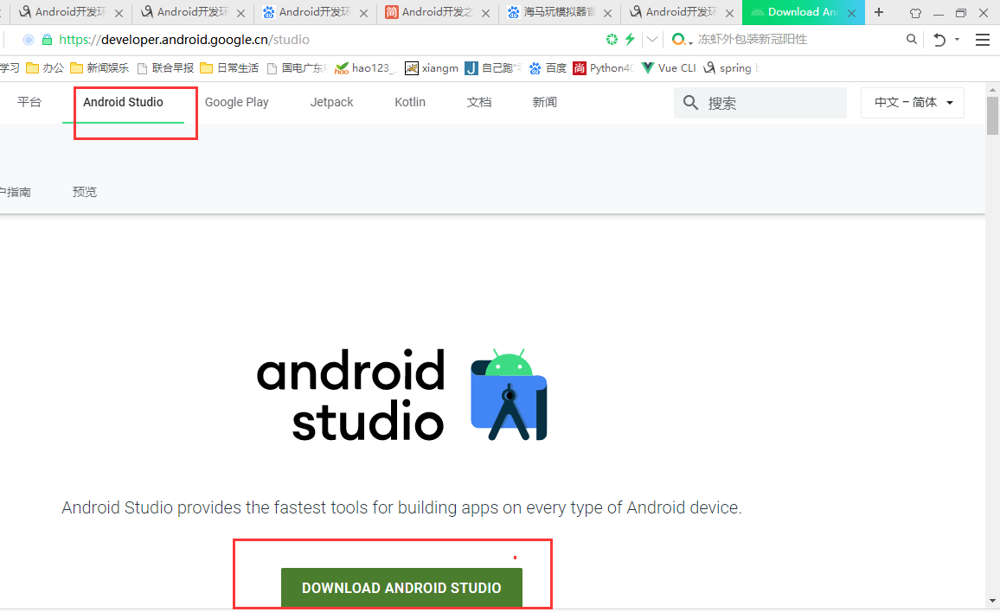 Android开发环 Android开发环 Android开发环 Android开发之 海马玩模拟器官 Android开发环 Download And
https://developer.android.google.cn/studio 冻虾外包装新冠阳性
学习 办公 新闻娱乐 联合早报 日常生活 国电广东 hao123_ xiangm 自己跑" 百度 Python4 Vue CLI spring
平台 Android Studio Google Play Jetpack Kotlin 文档 新闻 搜索 中文 – 简体
户指南 预览
android
studio
Android Studio provides the fastest tools for building apps on every type of Android device.
DOWNLOAD ANDROID STUDIO